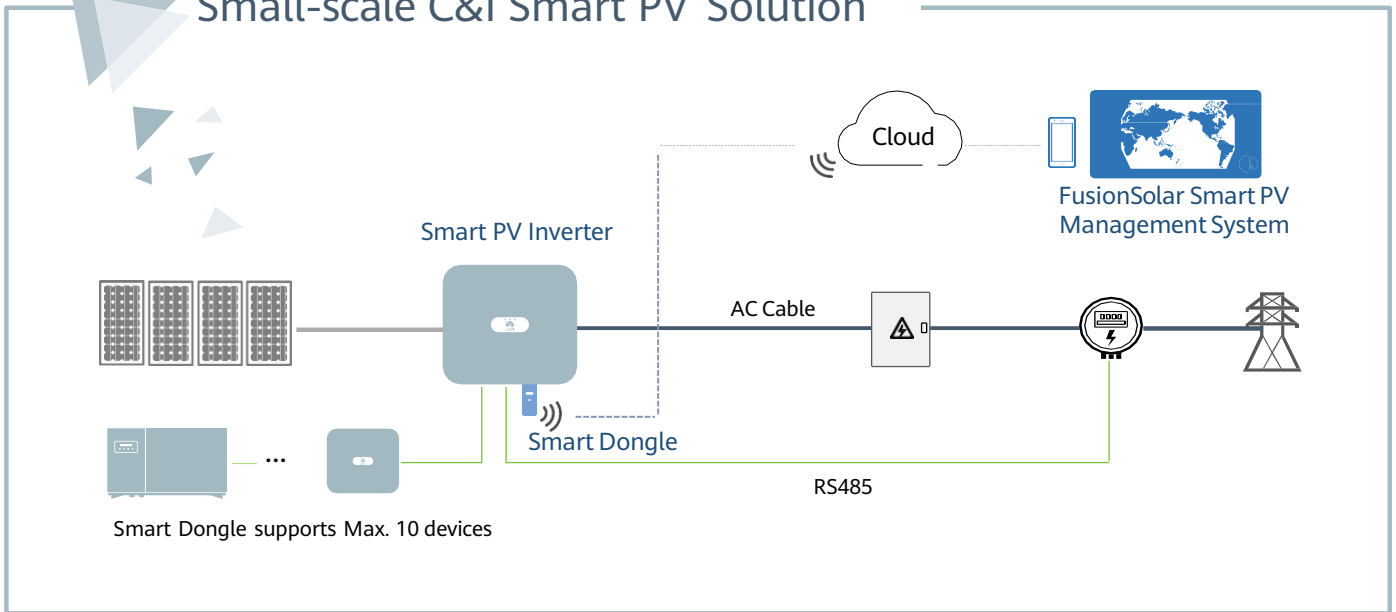 Small-scale C&I Smart PV Solution
Cloud
FusionSolar Smart PV
Management System
Smart PV Inverter
AC Cable
Smart Dongle
RS485
...
Smart Dongle supports Max. 10 devices